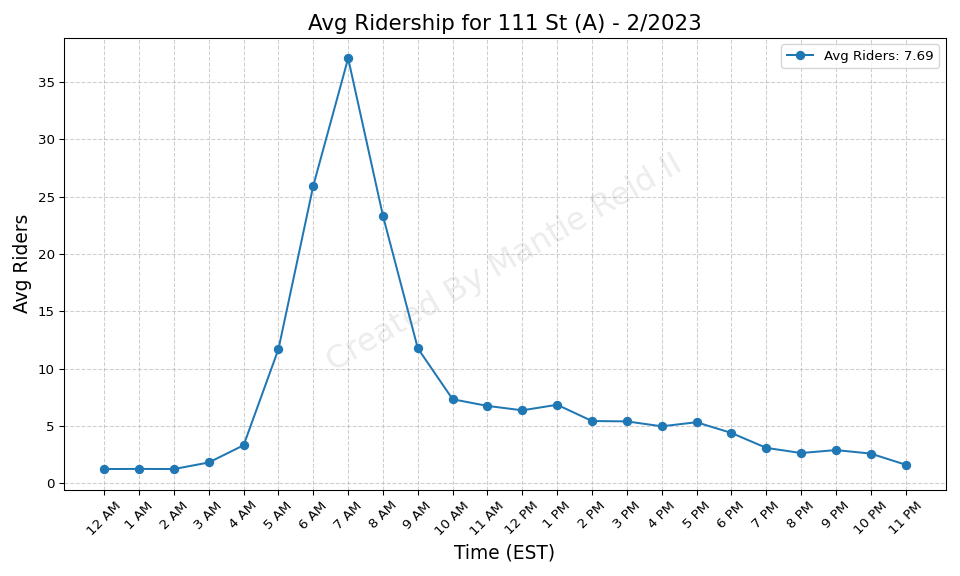 Avg Ridership for 111 St (A) - 2/2023
Avg Riders: 7.69
Avg Riders
35
30
25
20
15
10
5
0
Created By Mantie Reid II
12 AM
1 AM
2 AM
3 AM
4 AM
5 AM
6 AM
7 AM
8 AM
9 AM
10 AM
11 AM
12 PM
1 PM
2 PM
3 PM
4 PM
5 PM
6 PM
7 PM
8 PM
9 PM
10 PM
11 PM
Time (EST)